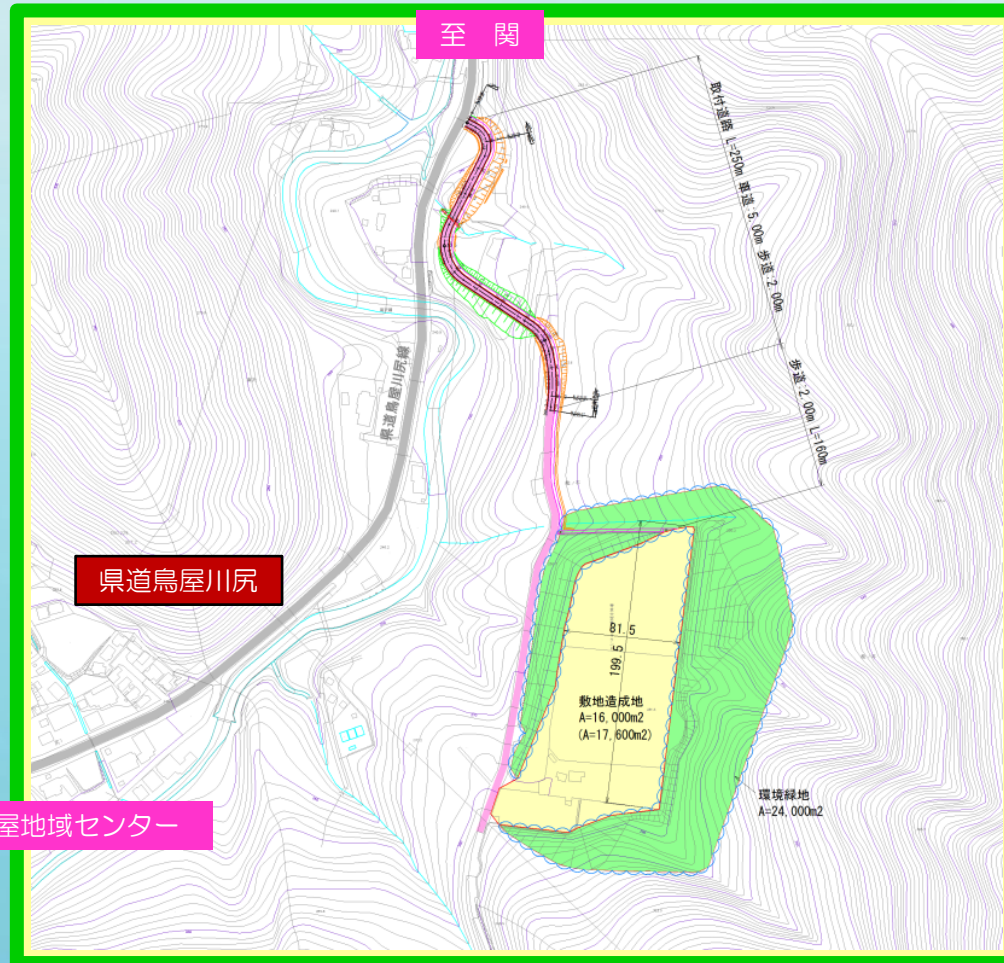 至　関
取付道路 L=250m 車道:5.00m 歩道:2.00m
歩道:2.00m L=160m
県道鳥屋川尻線
県道鳥屋川尻
81.5
199.5
敷地造成地
A=16,000m2
(A=17,600m2)
環境緑地
A=24,000m2
屋地域センター